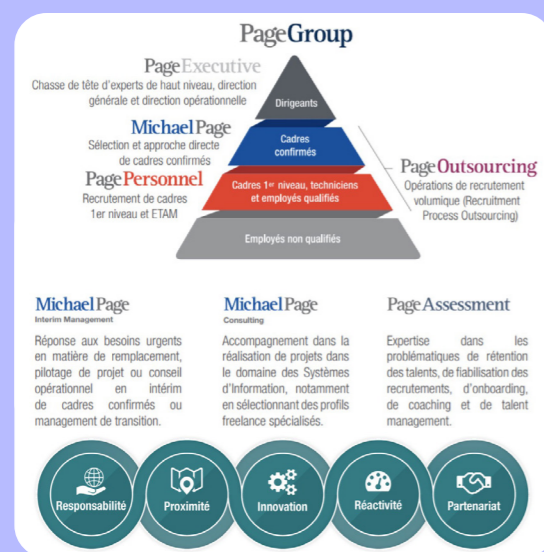 PageGroup
PageExecutive
Chasse de tête d'experts de haut niveau, direction
générale et direction opérationnelle
Dirigeants
MichaelPage
Sélection et approche directe
de cadres confirmés
Cadres
confirmés
PagePersonnel
Recrutement de cadres
1er niveau et ETAM
Cadres 1er niveau, techniciens
et employés qualifiés
PageOutsourcing
Opérations de recrutement
volumique (Recruitment
Process Outsourcing)
Employés non qualifiés
MichaelPage
Interim Management
Réponse aux besoins urgents
en matière de remplacement,
pilotage de projet ou conseil
opérationnel en intérim
de cadres confirmés ou
management de transition.
MichaelPage
Consulting
Accompagnement dans la
réalisation de projets dans
le domaine des Systèmes
d'Information, notamment
en sélectionnant des profils
freelance spécialisés.
PageAssessment
Expertise dans les
problématiques de rétention
des talents, de fiabilisation des
recrutements, d'onboarding,
de coaching et de talent
management.
Responsabilité
Proximité
Innovation
Réactivité
Partenariat